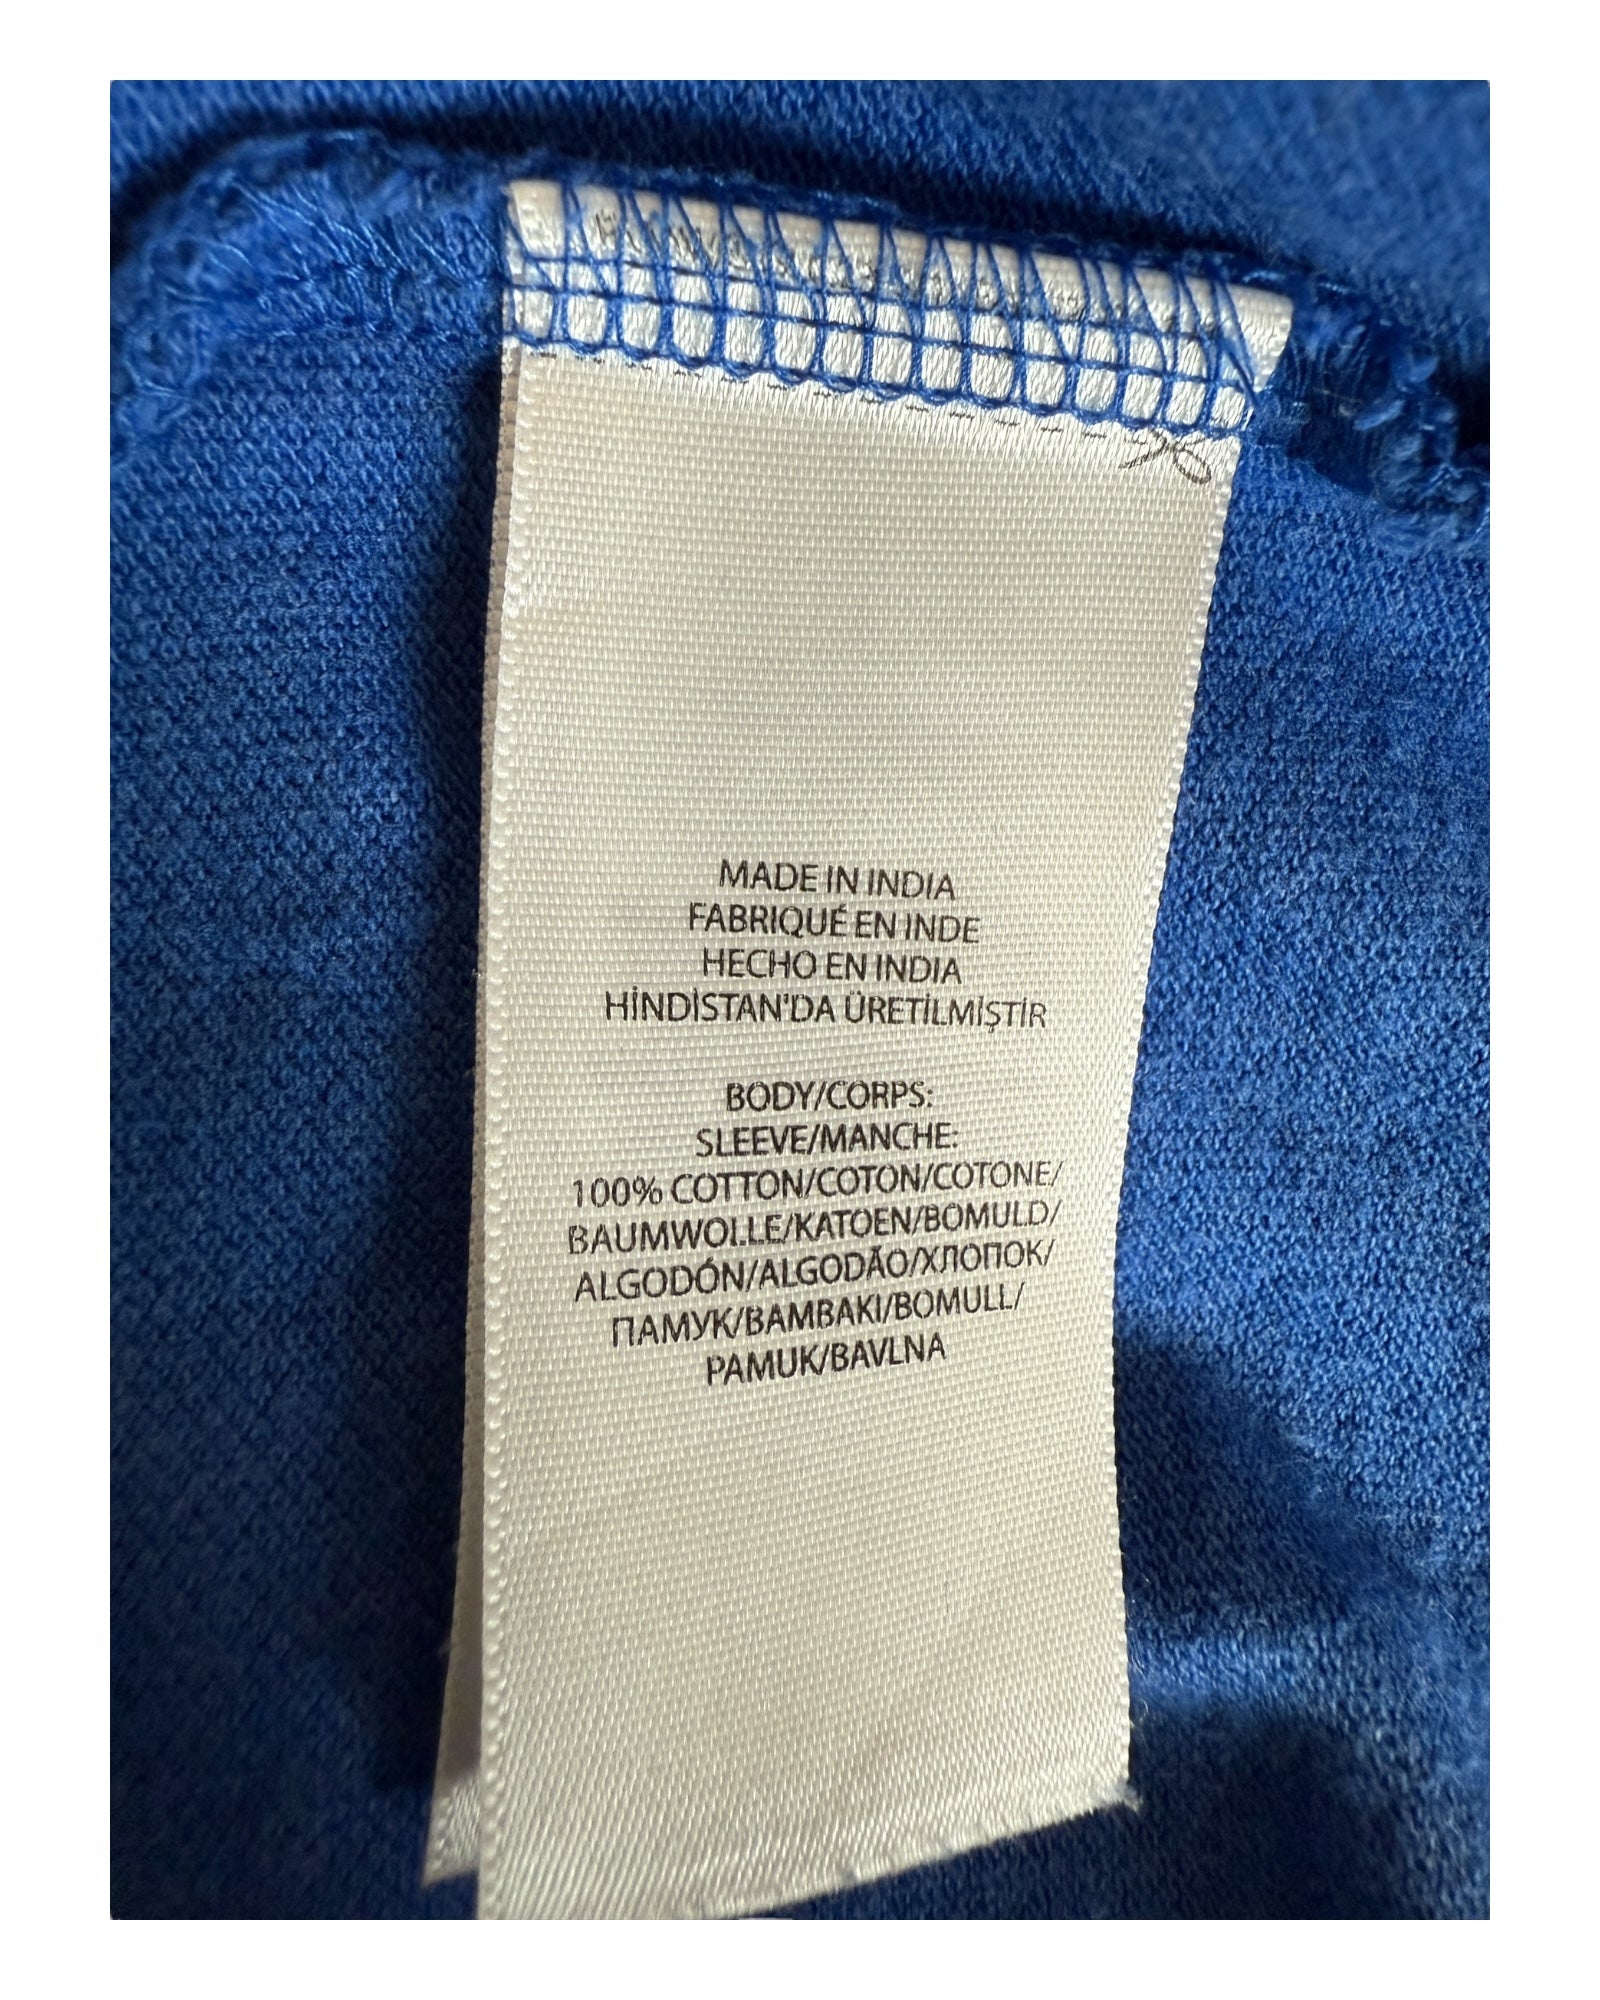 MADE IN INDIA
FABRIQUÉ EN INDE
HECHO EN INDIA
HİNDİSTAN'DA ÜRETİLMİŞTİR
BODY/CORPS:
SLEEVE/MANCHE:
100% COTTON/COTON/COTONE/
BAUMWOLLE/KATOEN/BOMULD/
ALGODÓN/ALGODÃO/ХЛОПОК/
ПАМУК/BAMBAKI/BOMULL/
PAMUK/BAVLNA